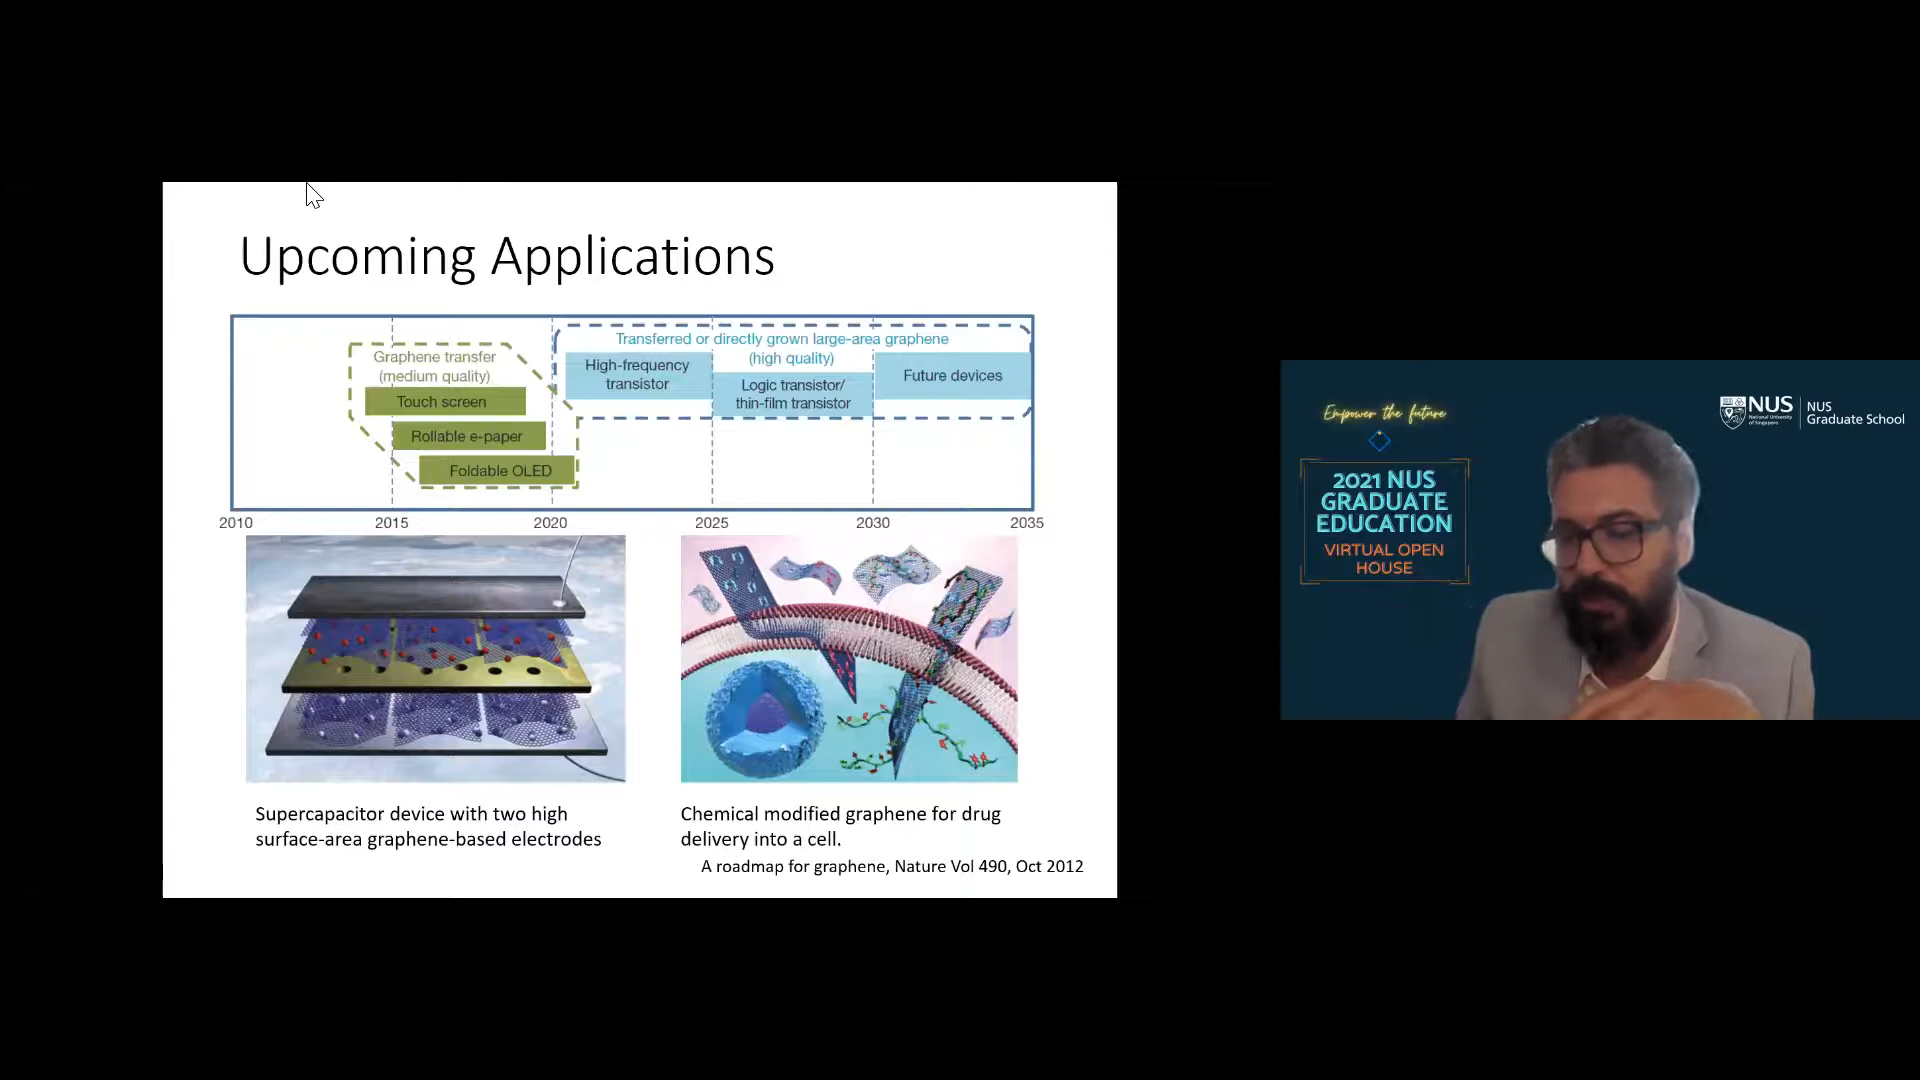 Upcoming Applications
Transferred or directly grown large-area graphene
(high quality)
Graphene transfer
(medium quality)
Touch screen
Rollable e-paper
Foldable OLED
High-frequency
transistor
Logic transistor/
thin-film transistor
Future devices
2010 2015 2020 2025 2030 2035
Supercapacitor device with two high
surface-area graphene-based electrodes
Chemical modified graphene for drug
delivery into a cell.
A roadmap for graphene, Nature Vol 490, Oct 2012
Empower the future
2021 NUS
GRADUATE
EDUCATION
VIRTUAL OPEN
HOUSE
NUS
National University
of Singapore
NUS
Graduate School